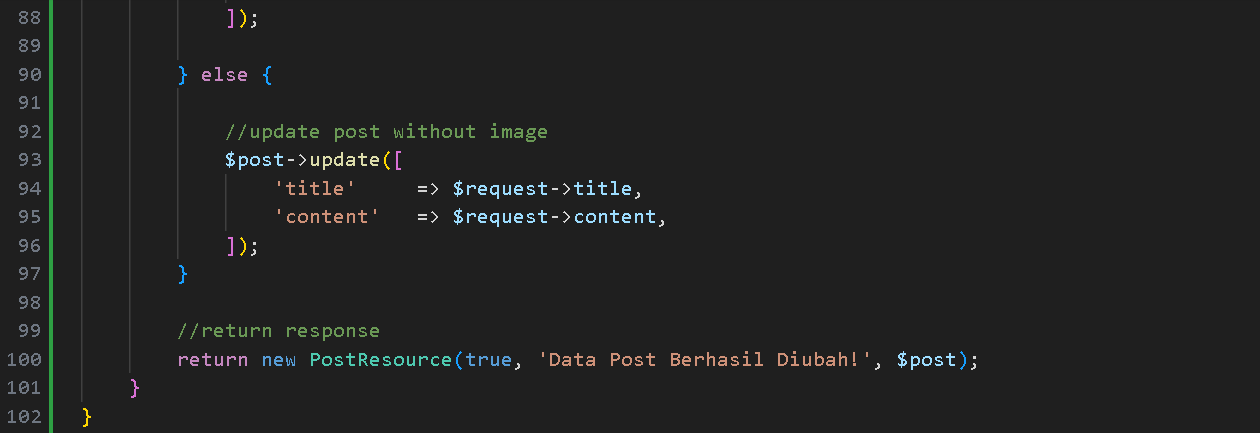 88 ]);
89
90 } else {
91
92 //update post without image
93 $post->update([
94 'title' => $request->title,
95 'content' => $request->content,
96 ]);
97 }
98
99 //return response
100 return new PostResource(true, 'Data Post Berhasil Diubah!', $post);
101 }
102 }